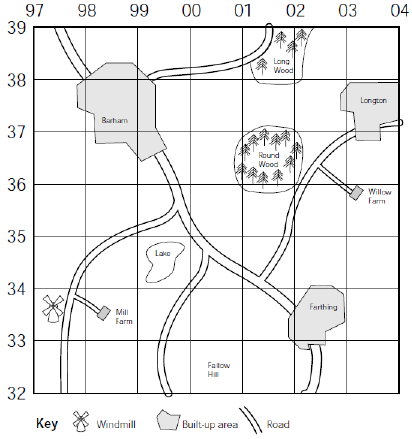 97 98 99 00 01 02 03 04
39
Long
Wood
38
Longton
Barham
37
Round
Wood
36
Willow
Farm
35
Lake
34
Farthing
Mill
Farm
33
Fallow
Hill
32
Key Windmill Built-up area Road